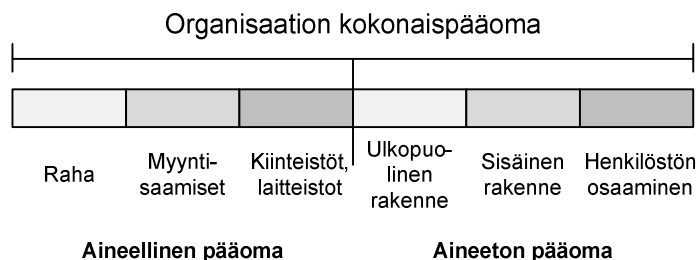 Organisaation kokonaispääoma
Raha
Myynti-
saamiset
Kiinteistöt,
laitteistot
Ulkopuo-
linen
rakenne
Sisäinen
rakenne
Henkilöstön
osaaminen
Aineellinen pääoma
Aineeton pääoma